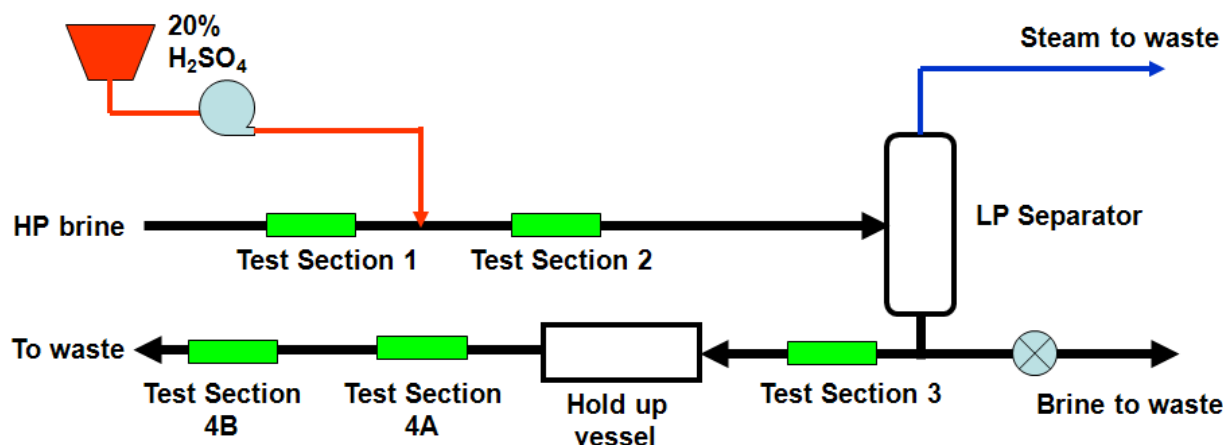 20%
H₂SO₄
Steam to waste
HP brine
Test Section 1
Test Section 2
LP Separator
To waste
Test Section
4B
Test Section
4A
Hold up
vessel
Test Section 3
Brine to waste